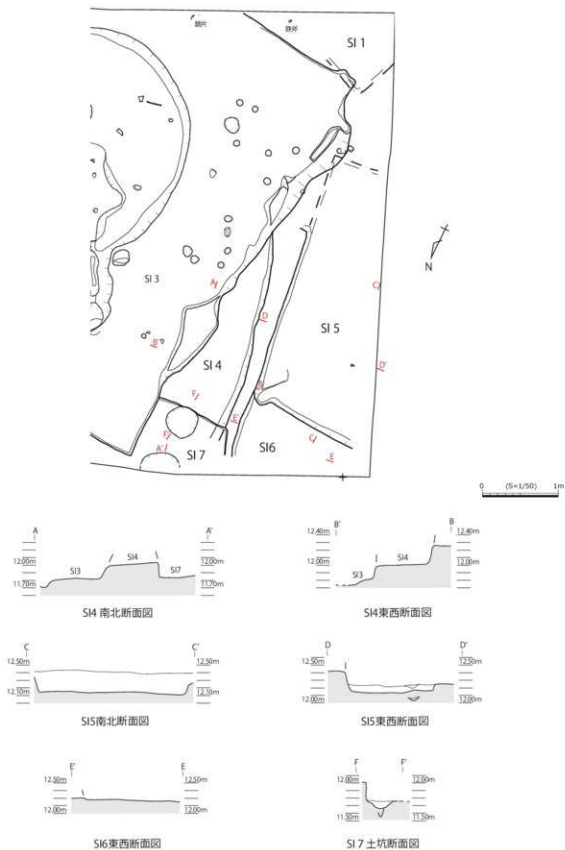 鉄斧
SI 1
A
SI 3
C
D
SI 5
B'
SI 4
D'
F
B
E'
F'
C'
A'
SI 7
SI6
E
N
0 (S=1/50) 1m
A A'
12.00m SI3 SI4 SI7 12.00m
11.70m 11.70m
SI4 南北断面図
B' B
12.40m 12.40m
12.00m SI3 SI4 12.00m
SI4東西断面図
C C'
12.50m 12.50m
12.10m 12.10m
SI5南北断面図
D D'
12.50m 12.50m
12.00m 12.00m
SI5東西断面図
E' E
12.50m 12.50m
12.00m 12.00m
SI6東西断面図
F F'
12.00m 12.00m
11.50m 11.50m
SI 7 土坑断面図